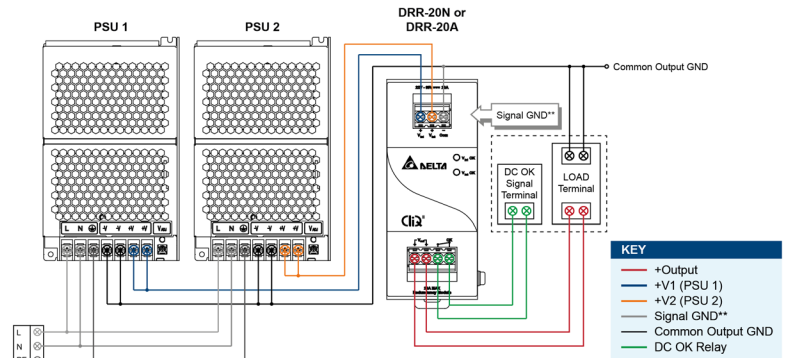 DRR-20N or
DRR-20A
PSU 1
PSU 2
Common Output GND
Signal GND**
DELTA
DC OK
Signal
Terminal
LOAD
Terminal
CliQ
L N -V -V +V +V
L N -V -V +V +V
KEY
+Output
+V1 (PSU 1)
+V2 (PSU 2)
Signal GND**
Common Output GND
DC OK Relay
L
N